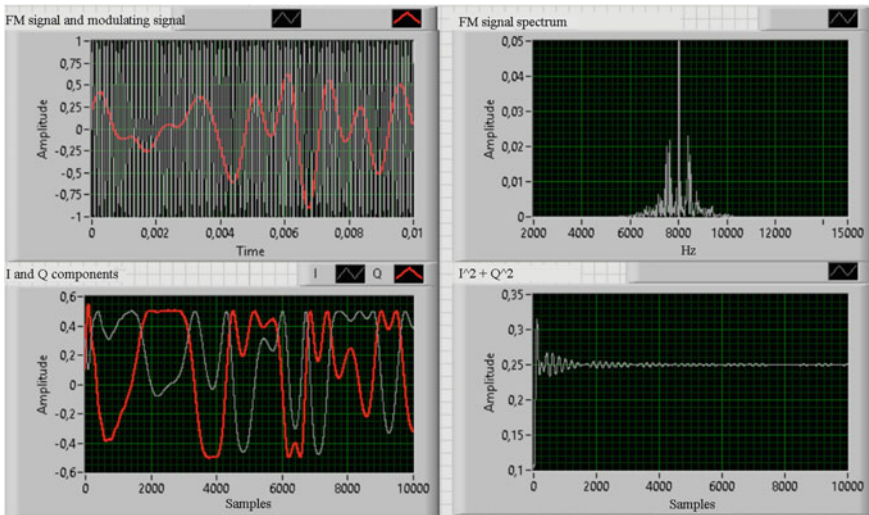 FM signal and modulating signal
1
0,75
0,5
0,25
0
-0,25
-0,5
-0,75
-1
Amplitude
0 0,002 0,004 0,006 0,008 0,01
Time
FM signal spectrum
0,05
0,04
0,03
0,02
0,01
0
Amplitude
2000 4000 6000 8000 10000 15000
Hz
I and Q components
I Q
0,6
0,4
0,2
0
-0,2
-0,4
-0,6
Amplitude
0 2000 4000 6000 8000 10000
Samples
I^2 + Q^2
0,35
0,3
0,25
0,2
0,15
0,1
Amplitude
0 2000 4000 6000 8000 10000
Samples